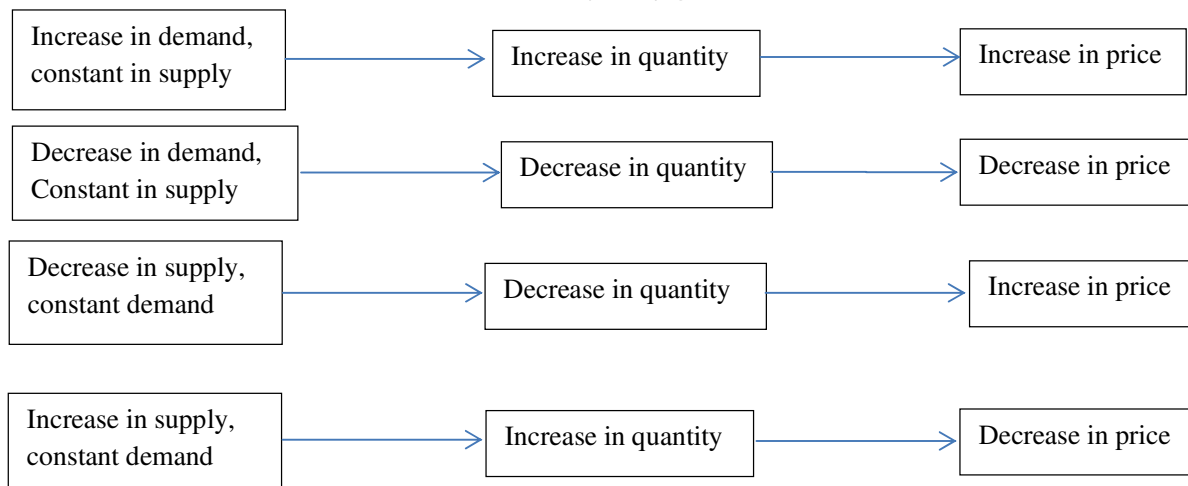 Increase in demand,
constant in supply
Increase in quantity
Increase in price
Decrease in demand,
Constant in supply
Decrease in quantity
Decrease in price
Decrease in supply,
constant demand
Decrease in quantity
Increase in price
Increase in supply,
constant demand
Increase in quantity
Decrease in price